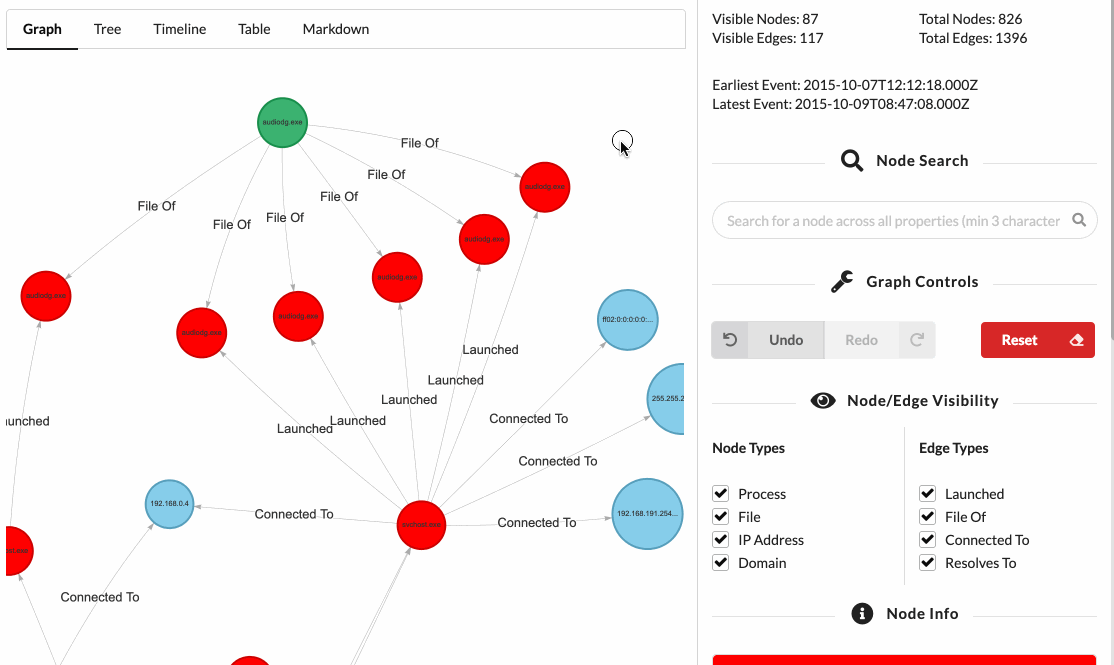 Graph
Tree
Timeline
Table
Markdown
audiodg.exe
File Of
File Of
File Of
File Of
File Of
File Of
audiodg.exe
audiodg.exe
audiodg.exe
audiodg.exe
audiodg.exe
audiodg.exe
ff02:0:0:0:0:0:...
255.255.2
Launched
Launched
Launched
Launched
Launched
Connected To
Connected To
Connected To
Connected To
192.168.0.4
192.168.191.254...
svchost.exe
Connected To
Visible Nodes: 87
Total Nodes: 826
Visible Edges: 117
Total Edges: 1396
Earliest Event: 2015-10-07T12:12:18.000Z
Latest Event: 2015-10-09T08:47:08.000Z
Node Search
Search for a node across all properties (min 3 character
Graph Controls
Undo
Redo
Reset
Node/Edge Visibility
Node Types
Edge Types
Process
Launched
File
File Of
IP Address
Connected To
Domain
Resolves To
Node Info